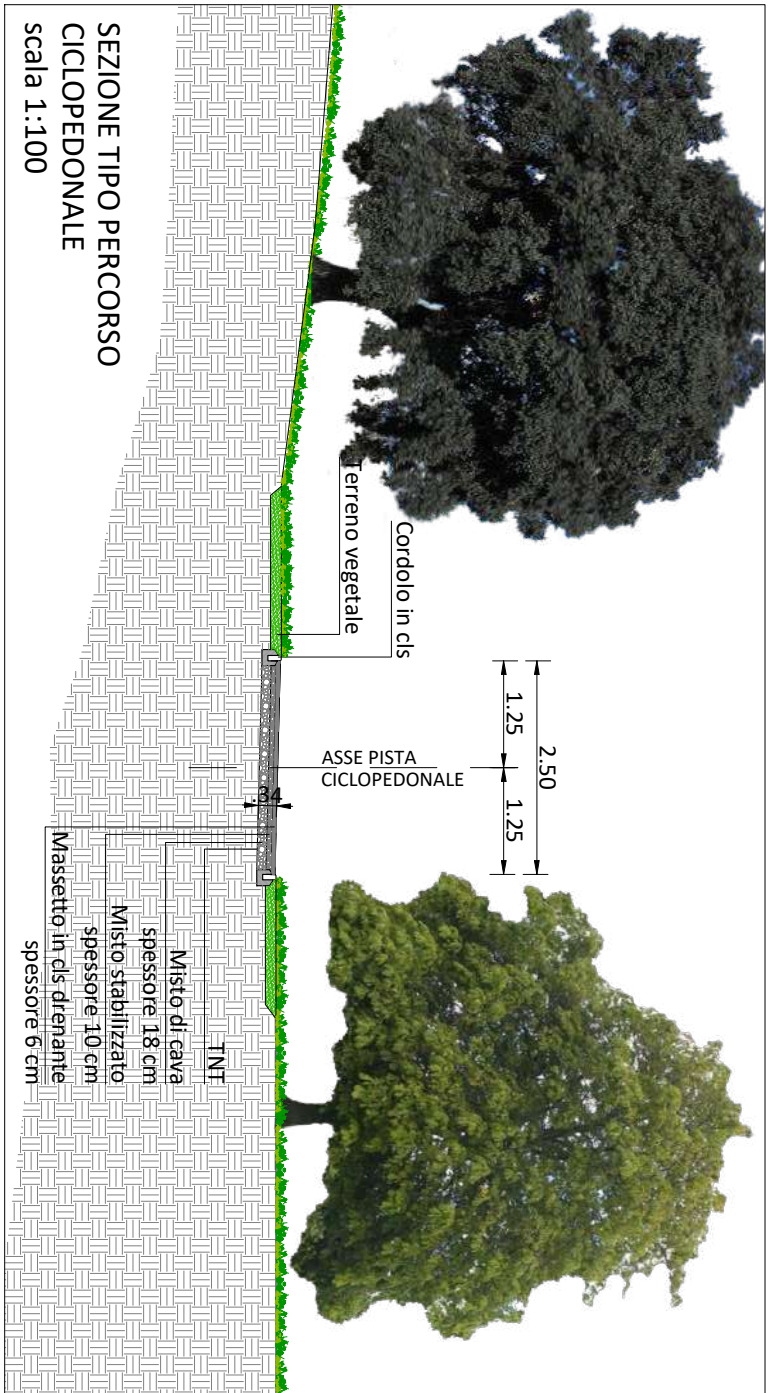 SEZIONE TIPO PERCORSO
CICLOPEDONALE
scala 1:100
2.50
1.25
1.25
ASSE PISTA
CICLOPEDONALE
Cordolo in cls
Terreno vegetale
.34
TNT
Misto di cava
spessore 18 cm
Misto stabilizzato
spessore 10 cm
Massetto in cls drenante
spessore 6 cm